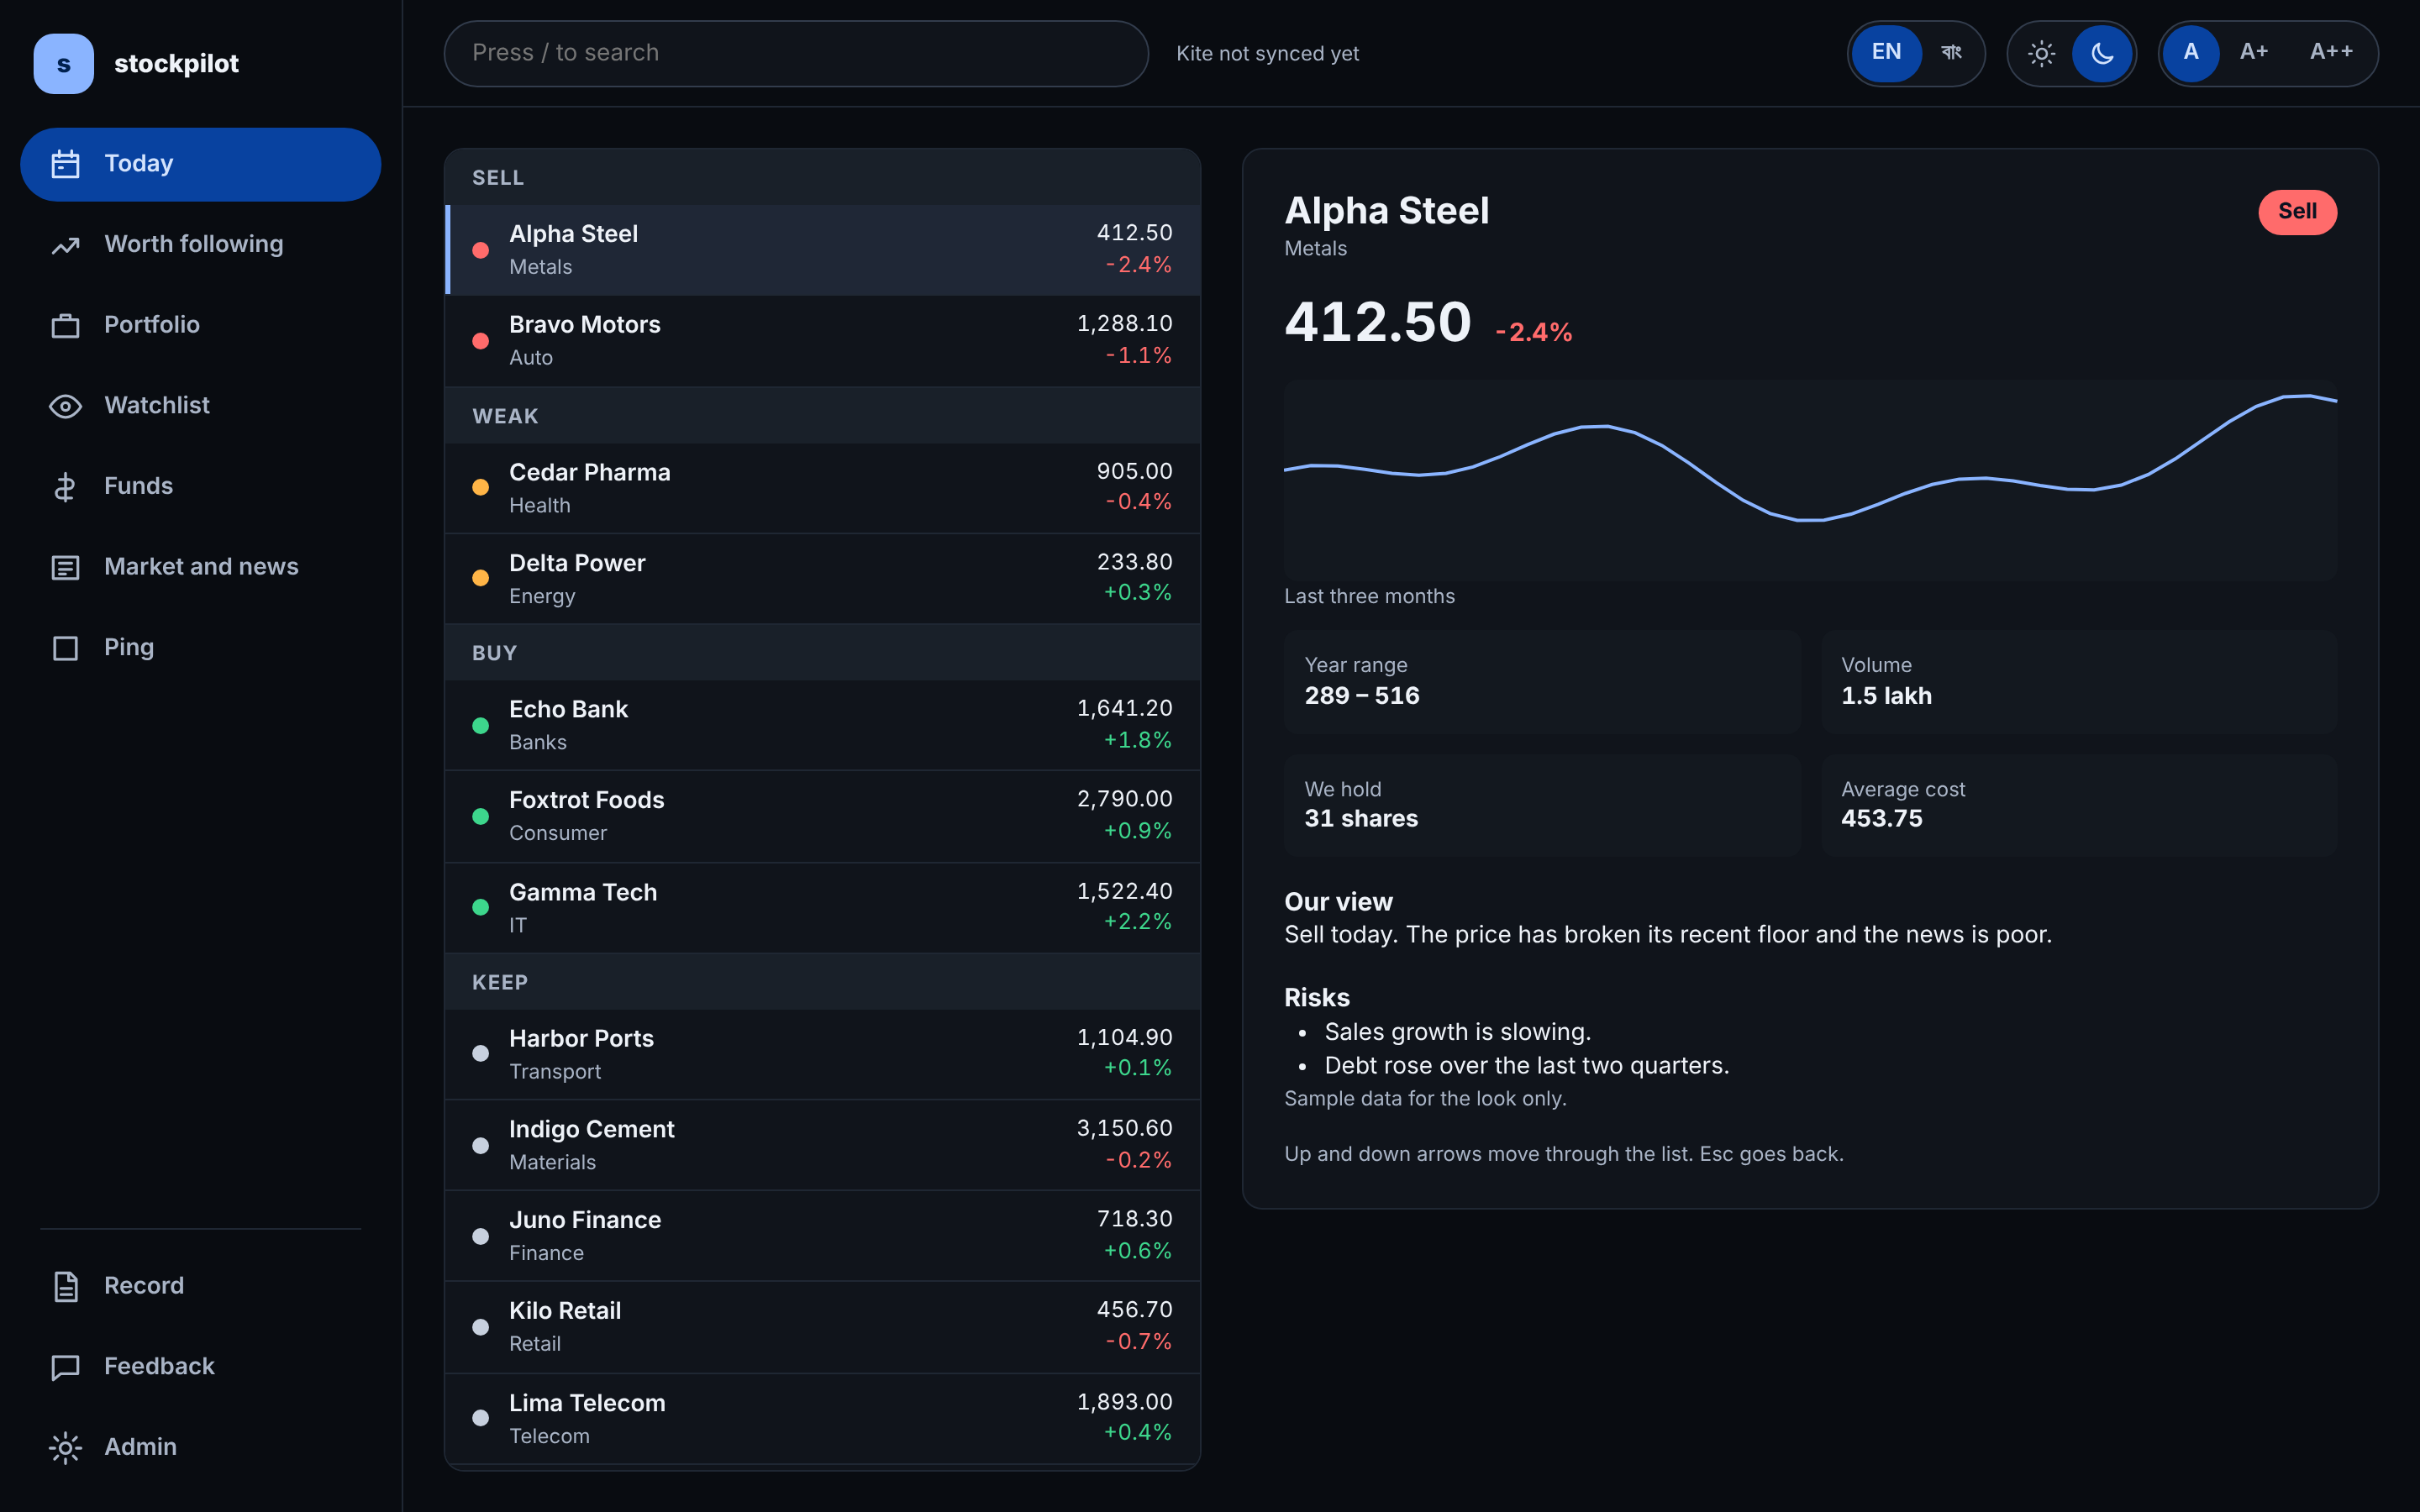 s stockpilot
Today
Worth following
Portfolio
Watchlist
Funds
Market and news
Ping
Record
Feedback
Admin
Press / to search
Kite not synced yet
EN বাং
A A+ A++
SELL
Alpha Steel 412.50
Metals -2.4%
Bravo Motors 1,288.10
Auto -1.1%
WEAK
Cedar Pharma 905.00
Health -0.4%
Delta Power 233.80
Energy +0.3%
BUY
Echo Bank 1,641.20
Banks +1.8%
Foxtrot Foods 2,790.00
Consumer +0.9%
Gamma Tech 1,522.40
IT +2.2%
KEEP
Harbor Ports 1,104.90
Transport +0.1%
Indigo Cement 3,150.60
Materials -0.2%
Juno Finance 718.30
Finance +0.6%
Kilo Retail 456.70
Retail -0.7%
Lima Telecom 1,893.00
Telecom +0.4%
Alpha Steel Sell
Metals
412.50 -2.4%
Last three months
Year range
289 – 516
Volume
1.5 lakh
We hold
31 shares
Average cost
453.75
Our view
Sell today. The price has broken its recent floor and the news is poor.
Risks
• Sales growth is slowing.
• Debt rose over the last two quarters.
Sample data for the look only.
Up and down arrows move through the list. Esc goes back.